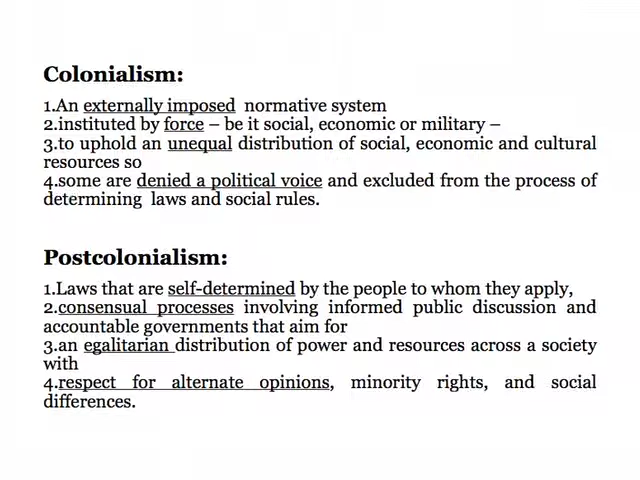 Colonialism:
1.An externally imposed normative system
2.instituted by force – be it social, economic or military –
3.to uphold an unequal distribution of social, economic and cultural
resources so
4.some are denied a political voice and excluded from the process of
determining laws and social rules.
Postcolonialism:
1.Laws that are self-determined by the people to whom they apply,
2.consensual processes involving informed public discussion and
accountable governments that aim for
3.an egalitarian distribution of power and resources across a society
with
4.respect for alternate opinions, minority rights, and social
differences.